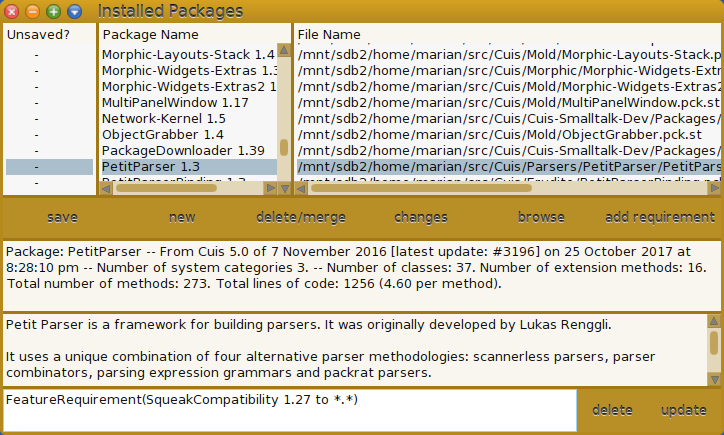 Installed Packages
Unsaved? Package Name File Name
- Morphic-Layouts-Stack 1.4 /mnt/sdb2/home/marian/src/Cuis/Mold/Morphic-Layouts-Stack.p
- Morphic-Widgets-Extras 1.3 /mnt/sdb2/home/marian/src/Cuis/Morphic/Morphic-Widgets-Extr
- Morphic-Widgets-Extras2 1 /mnt/sdb2/home/marian/src/Cuis/Mold/Morphic-Widgets-Extras2
- MultiPanelWindow 1.17 /mnt/sdb2/home/marian/src/Cuis/Mold/MultiPanelWindow.pck.st
- Network-Kernel 1.5 /mnt/sdb2/home/marian/src/Cuis/Cuis-Smalltalk-Dev/Packages/
- ObjectGrabber 1.4 /mnt/sdb2/home/marian/src/Cuis/Mold/ObjectGrabber.pck.st
- PackageDownloader 1.39 /mnt/sdb2/home/marian/src/Cuis/Cuis-Smalltalk-Dev/Packages/
- PetitParser 1.3 /mnt/sdb2/home/marian/src/Cuis/Parsers/PetitParser/PetitPars
save new delete/merge changes browse add requirement
Package: PetitParser -- From Cuis 5.0 of 7 November 2016 [latest update: #3196] on 25 October 2017 at
8:28:10 pm -- Number of system categories 3. -- Number of classes: 37. Number of extension methods: 16.
Total number of methods: 273. Total lines of code: 1256 (4.60 per method).
Petit Parser is a framework for building parsers. It was originally developed by Lukas Renggli.
It uses a unique combination of four alternative parser methodologies: scannerless parsers, parser
combinators, parsing expression grammars and packrat parsers.
FeatureRequirement(SqueakCompatibility 1.27 to *.*)
delete update